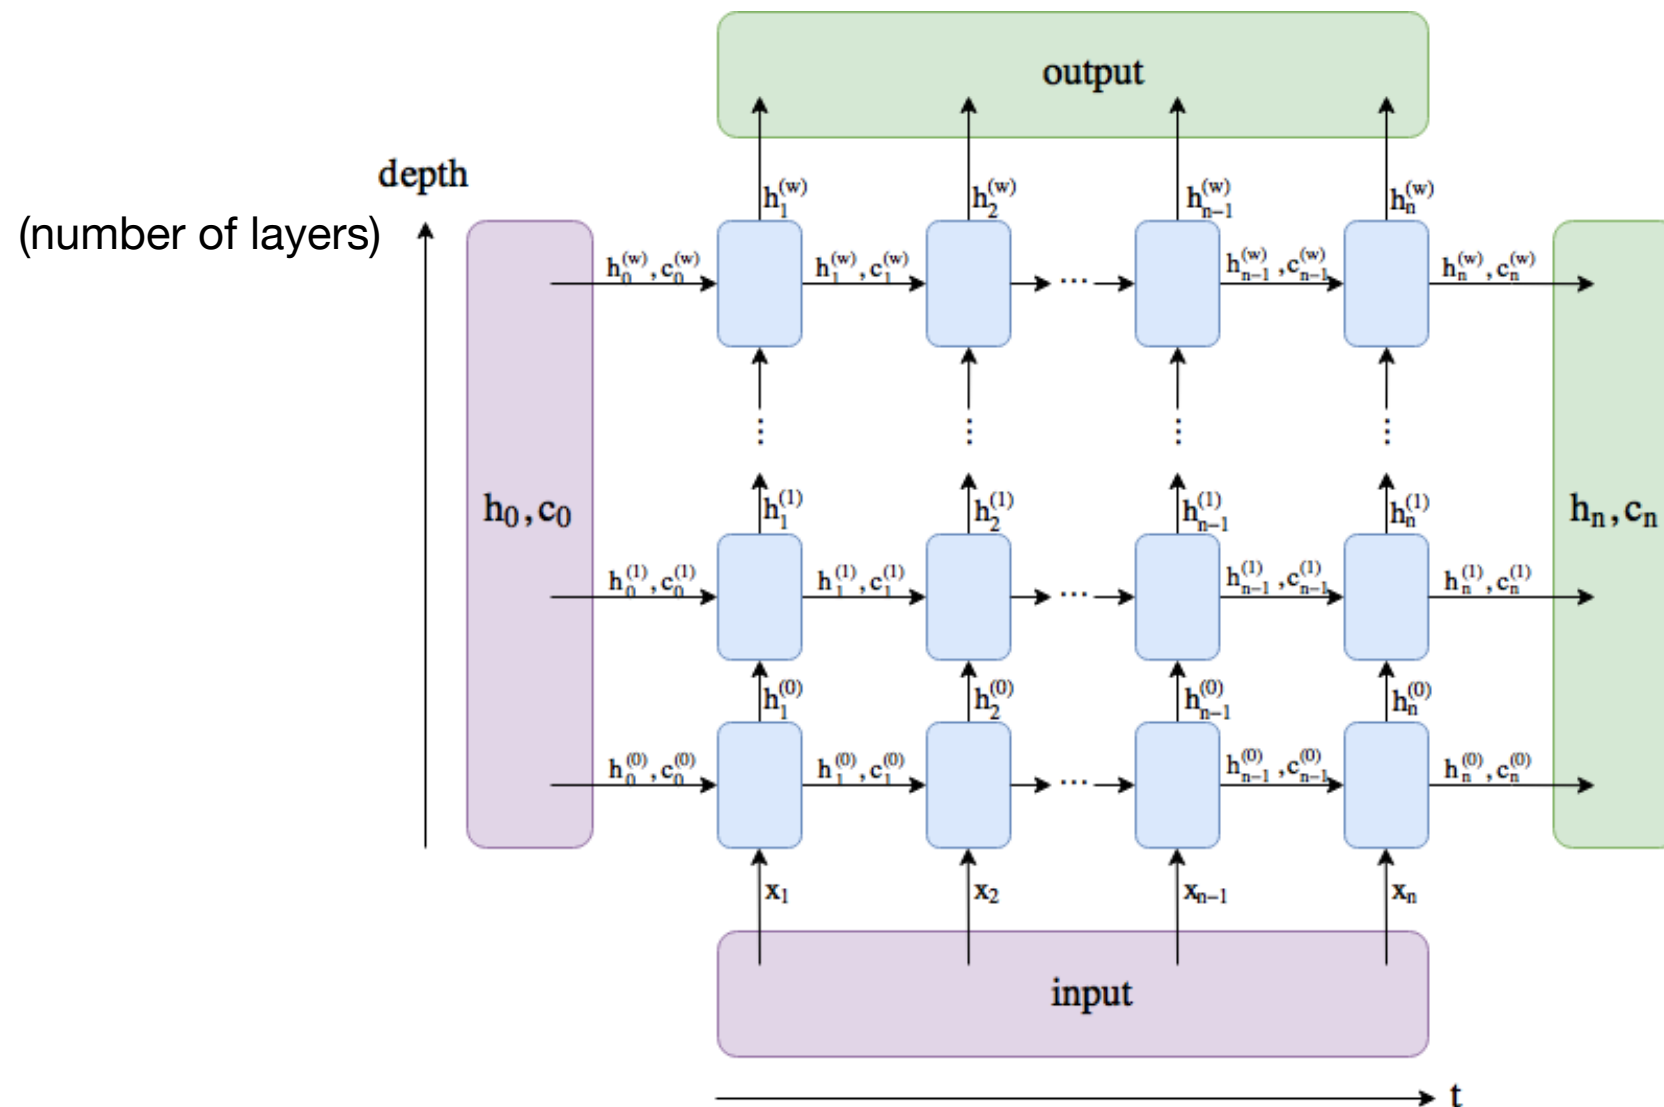 output
depth
(number of layers)
h₁⁽ʷ⁾ h₂⁽ʷ⁾ hₙ₋₁⁽ʷ⁾ hₙ⁽ʷ⁾
h₀⁽ʷ⁾, c₀⁽ʷ⁾ h₁⁽ʷ⁾, c₁⁽ʷ⁾ ... hₙ₋₁⁽ʷ⁾, cₙ₋₁⁽ʷ⁾ hₙ⁽ʷ⁾, cₙ⁽ʷ⁾
⋮ ⋮ ⋮ ⋮
h₁⁽¹⁾ h₂⁽¹⁾ hₙ₋₁⁽¹⁾ hₙ⁽¹⁾
h₀, c₀ hₙ, cₙ
h₀⁽¹⁾, c₀⁽¹⁾ h₁⁽¹⁾, c₁⁽¹⁾ ... hₙ₋₁⁽¹⁾, cₙ₋₁⁽¹⁾ hₙ⁽¹⁾, cₙ⁽¹⁾
h₁⁽⁰⁾ h₂⁽⁰⁾ hₙ₋₁⁽⁰⁾ hₙ⁽⁰⁾
h₀⁽⁰⁾, c₀⁽⁰⁾ h₁⁽⁰⁾, c₁⁽⁰⁾ ... hₙ₋₁⁽⁰⁾, cₙ₋₁⁽⁰⁾ hₙ⁽⁰⁾, cₙ⁽⁰⁾
x₁ x₂ xₙ₋₁ xₙ
input
t